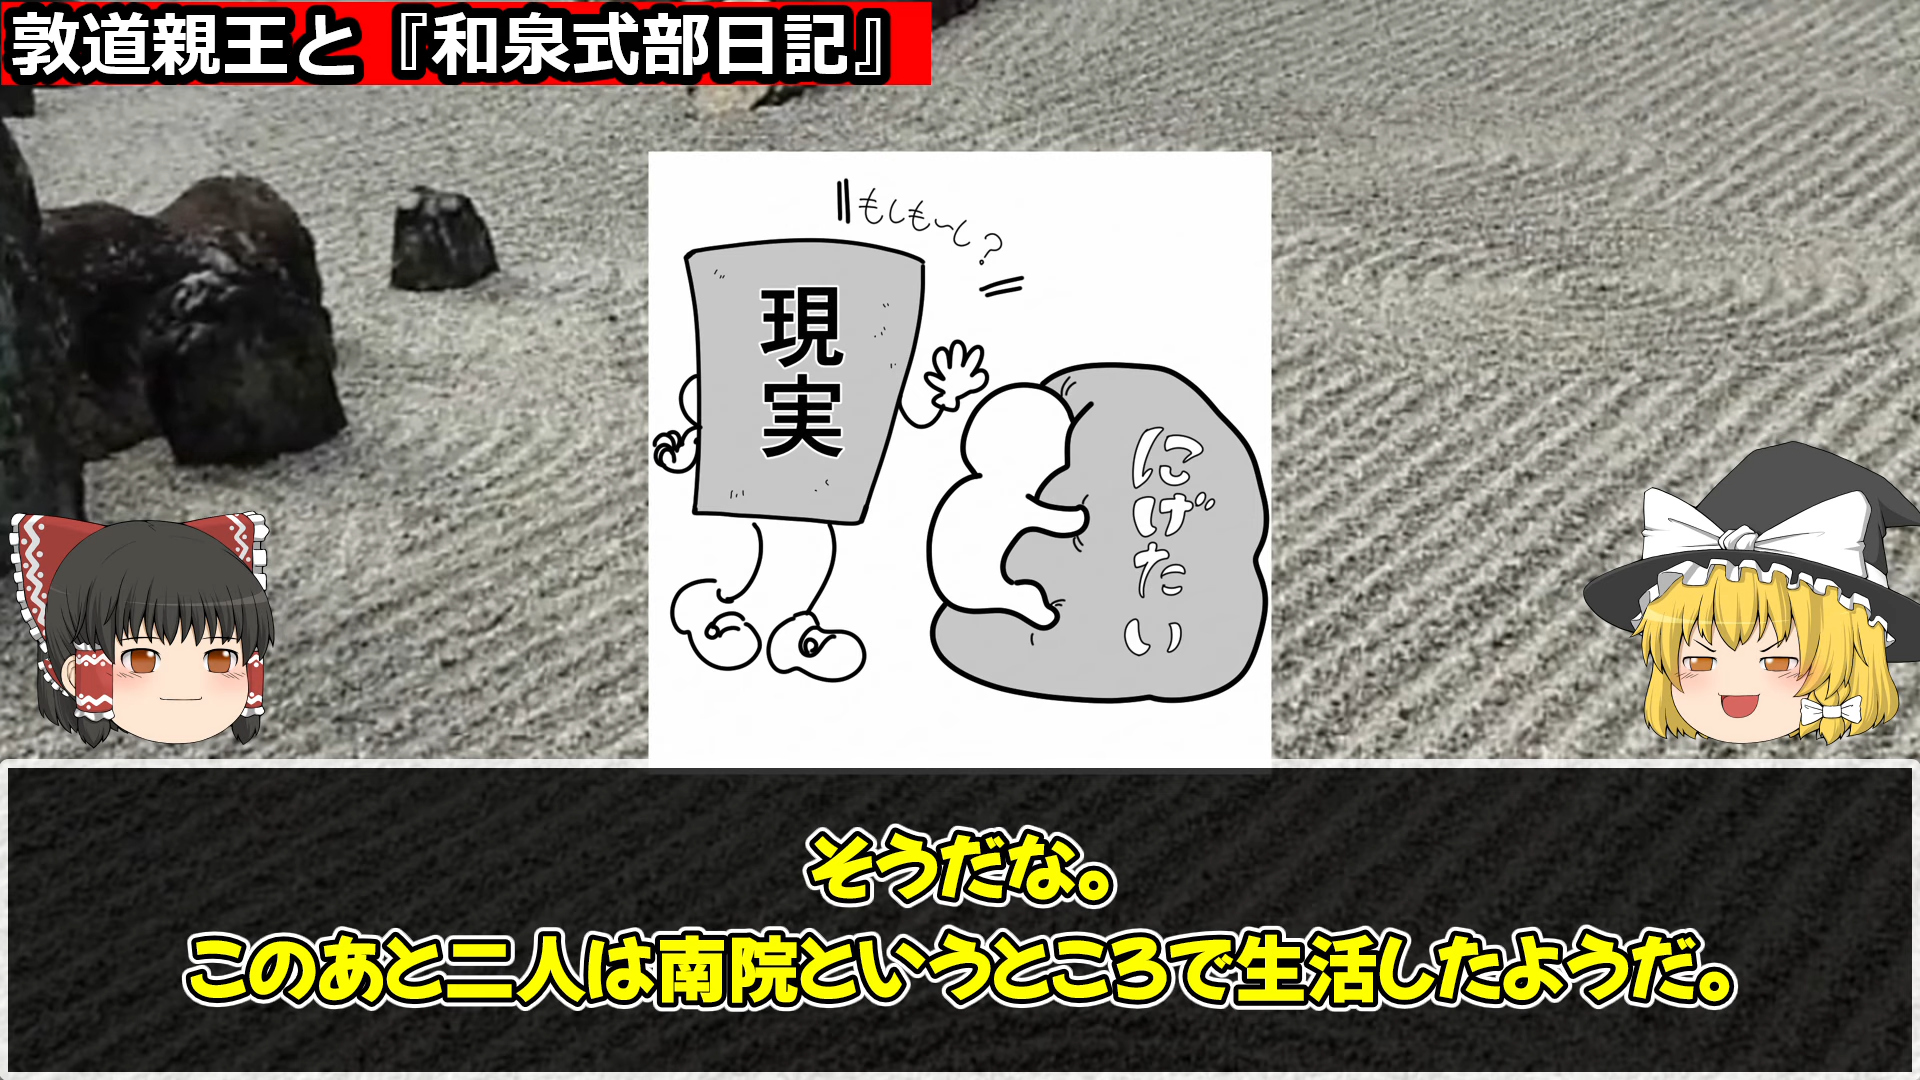 敦道親王と『和泉式部日記』
もしも～し?
現実
にげたい
そうだな。
このあと二人は南院というところで生活したようだ。